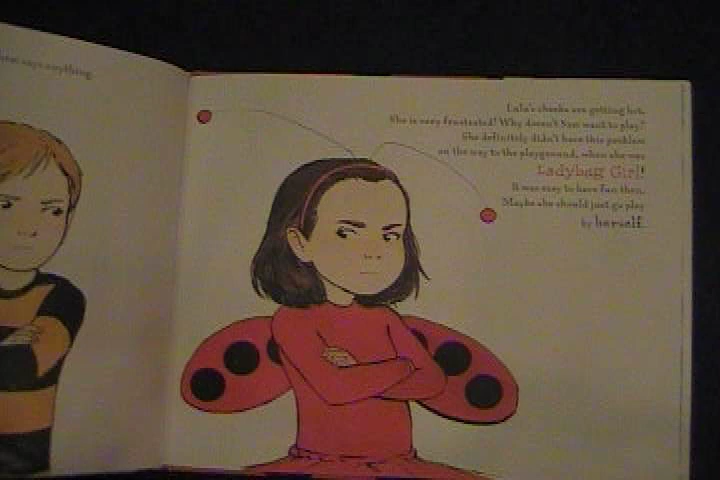 says anything.
Lulu's cheeks are getting hot.
She is very frustrated! Why doesn't Sam want to play?
She definitely didn't have this problem
on the way to the playground, when she was
Ladybug Girl!
It was easy to have fun then.
Maybe she should just go play
by herself.